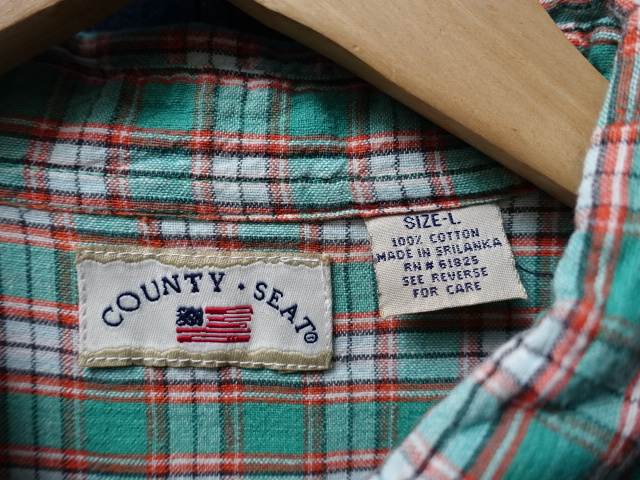 COUNTY · SEAT®
SIZE-L
100% COTTON
MADE IN SRILANKA
RN # 61825
SEE REVERSE
FOR CARE